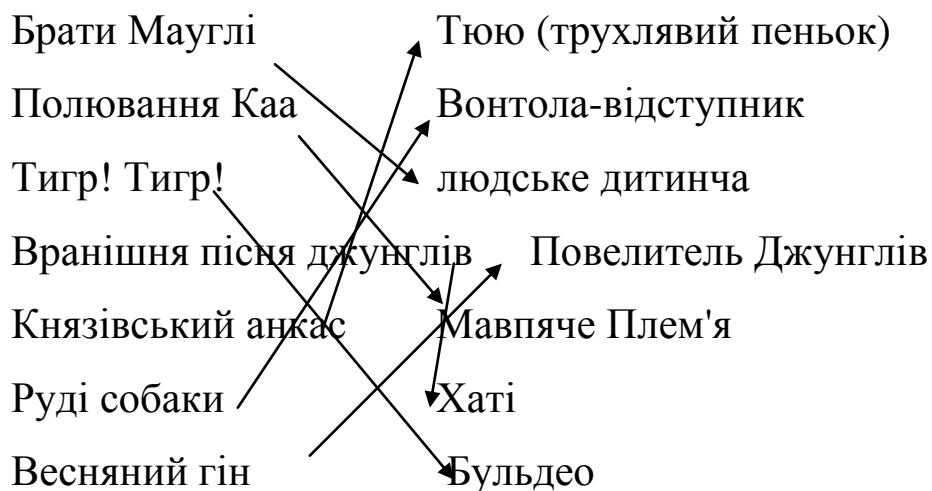 Брати Мауглі Тюю (трухлявий пеньок)
Полювання Каа Вонтола-відступник
Тигр! Тигр! людське дитинча
Вранішня пісня джунглів Повелитель Джунглів
Князівський анкас Мавпяче Плем'я
Руді собаки Хаті
Весняний гін Бульдео